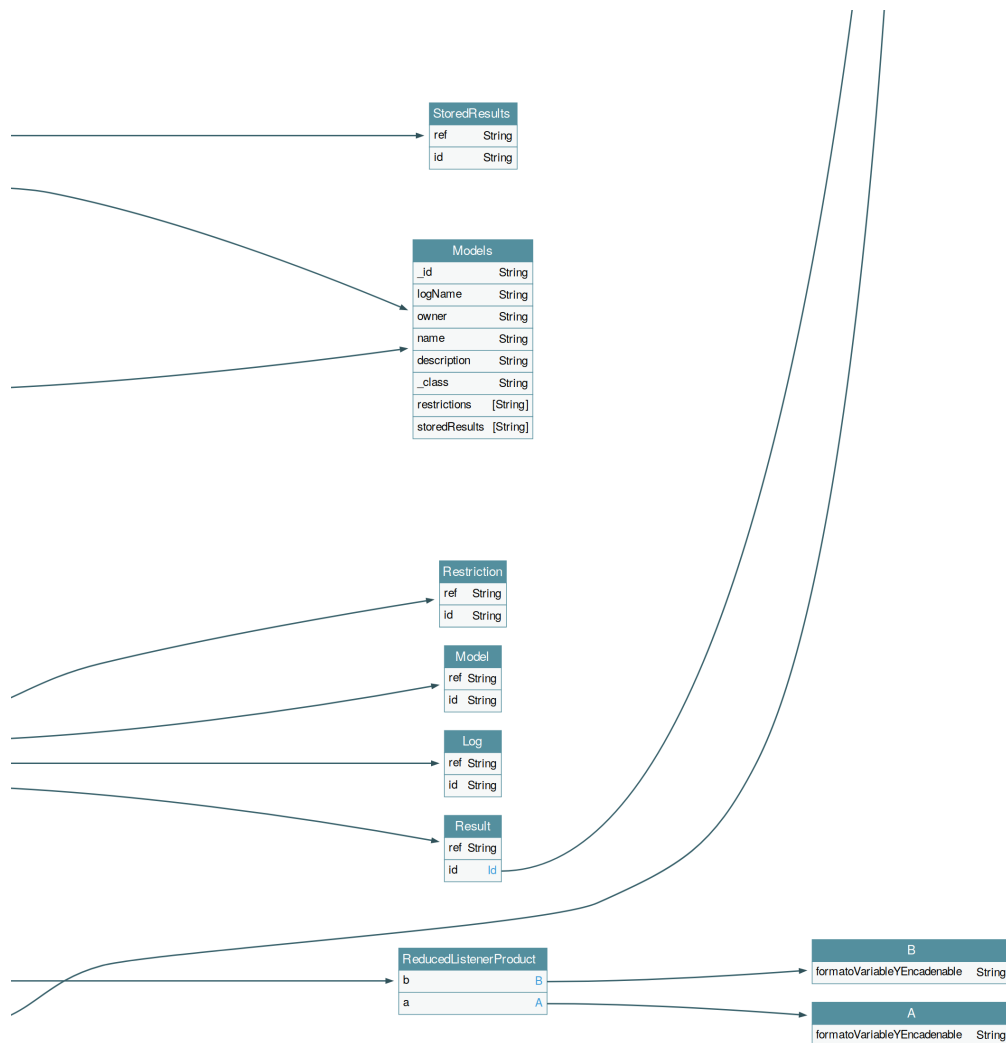 StoredResults
ref String
id String
Models
_id String
logName String
owner String
name String
description String
_class String
restrictions [String]
storedResults [String]
Restriction
ref String
id String
Model
ref String
id String
Log
ref String
id String
Result
ref String
id Id
ReducedListenerProduct
b B
a A
B
formatoVariableYEncadenable String
A
formatoVariableYEncadenable String